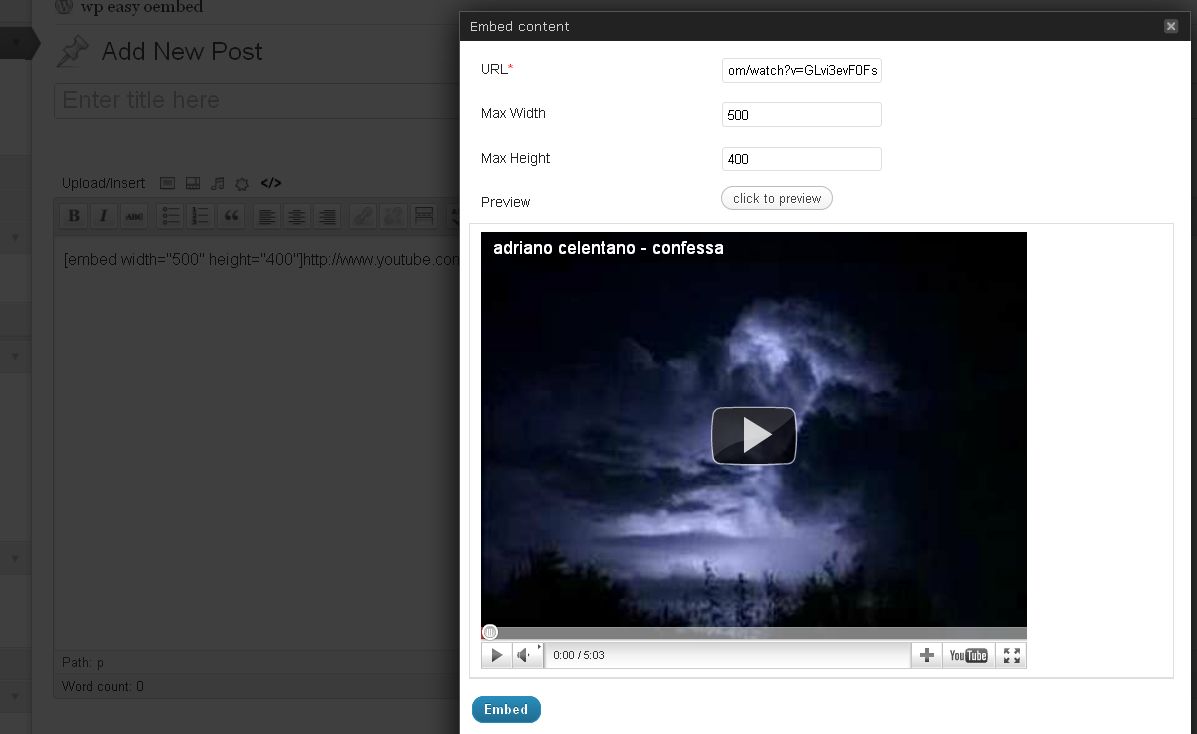 wp easy oembed
Add New Post
Enter title here
Upload/Insert
B I ABC
[embed width="500" height="400"]http://www.youtube.con
Path: p
Word count: 0
Embed content
URL*
om/watch?v=GLvi3evF0Fs
Max Width
500
Max Height
400
Preview
click to preview
adriano celentano - confessa
0:00 / 5:03
YouTube
Embed